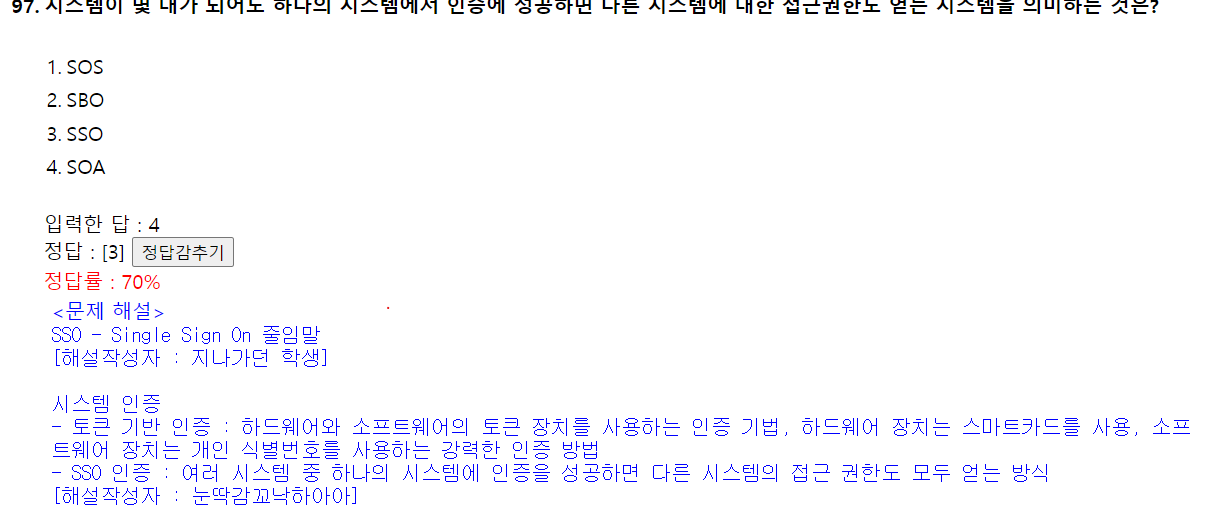 97. 시스템이 몇 대가 되어도 하나의 시스템에서 인증에 성공하면 다른 시스템에 대한 접근권한도 얻는 시스템을 의미하는 것은?
1. SOS
2. SBO
3. SSO
4. SOA
입력한 답 : 4
정답 : [3] 정답감추기
정답률 : 70%
<문제 해설>
SSO - Single Sign On 줄임말
[해설작성자 : 지나가던 학생]
시스템 인증
- 토큰 기반 인증 : 하드웨어와 소프트웨어의 토큰 장치를 사용하는 인증 기법, 하드웨어 장치는 스마트카드를 사용, 소프
트웨어 장치는 개인 식별번호를 사용하는 강력한 인증 방법
- SSO 인증 : 여러 시스템 중 하나의 시스템에 인증을 성공하면 다른 시스템의 접근 권한도 모두 얻는 방식
[해설작성자 : 눈딱감꼬낙하아아]